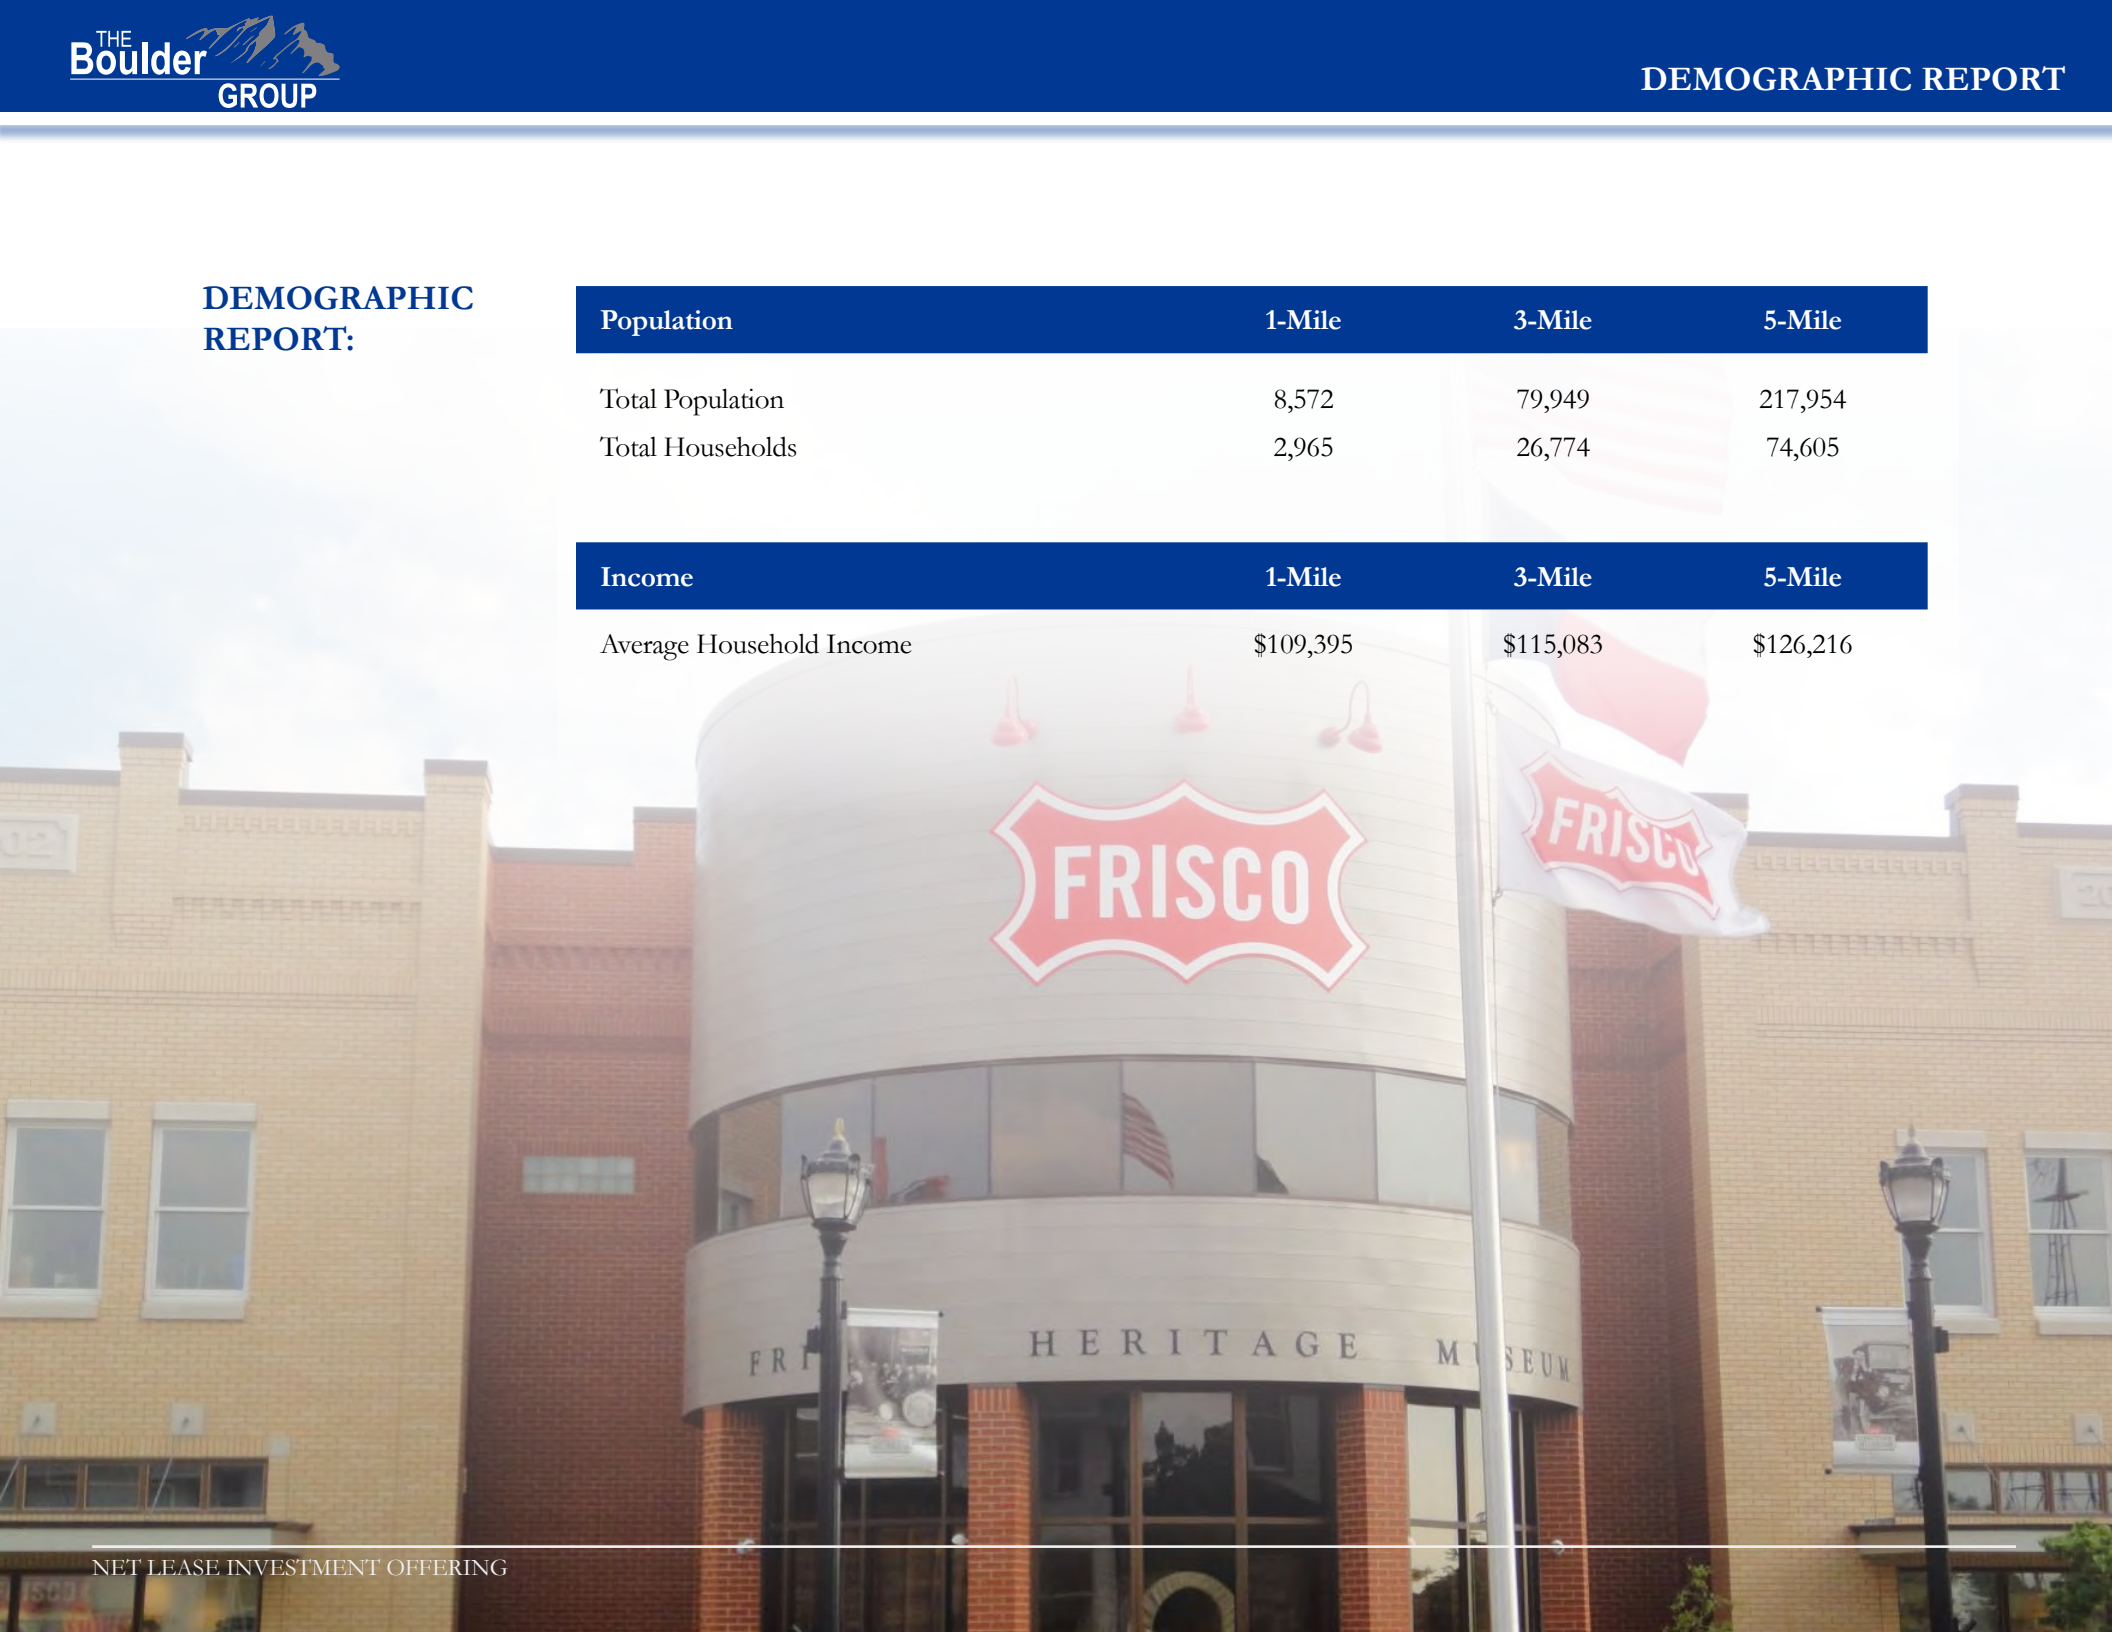 THE
Boulder
GROUP
DEMOGRAPHIC REPORT
DEMOGRAPHIC
REPORT:
Population 1-Mile 3-Mile 5-Mile
Total Population 8,572 79,949 217,954
Total Households 2,965 26,774 74,605
Income 1-Mile 3-Mile 5-Mile
Average Household Income $109,395 $115,083 $126,216
FRISCO
FRISCO
HERITAGE MUSEUM
NET LEASE INVESTMENT OFFERING